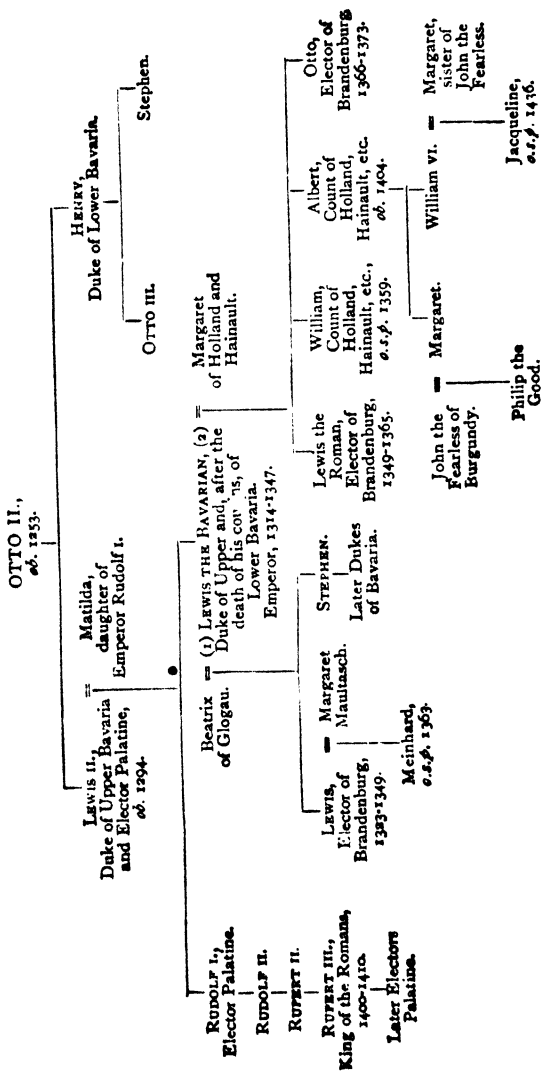 OTTO II.,
ob. 1253.
LEWIS II.,
Duke of Upper Bavaria
and Elector Palatine,
ob. 1294.
=
Matilda,
daughter of
Emperor Rudolf I.
HENRY,
Duke of Lower Bavaria.
OTTO III.
Stephen.
RUDOLF I.,
Elector Palatine.
RUDOLF II.
RUPERT II.
RUPERT III.,
King of the Romans,
1400-1410.
Later Electors
Palatine.
Beatrix
of Glogau.
= (1) LEWIS THE BAVARIAN, (2) =
Duke of Upper and, after the
death of his of
Lower Bavaria.
Emperor, 1314-1347.
Margaret
of Holland and
Hainault.
LEWIS,
Elector of
Brandenburg,
1323-1349.
=
Margaret
Maultasch.
Meinhard,
o.s.p. 1363.
STEPHEN.
Later Dukes
of Bavaria.
Lewis the
Roman,
Elector of
Brandenburg,
1349-1365.
William,
Count of
Holland,
Hainault, etc.,
o.s.p. 1359.
Albert,
Count of
Holland,
Hainault, etc.
ob. 1404.
Otto,
Elector of
Brandenburg
1366-1373.
John the
Fearless of
Burgundy.
=
Margaret.
William VI.
=
Margaret,
sister of
John the
Fearless.
Philip the
Good.
Jacqueline,
o.s.p. 1436.